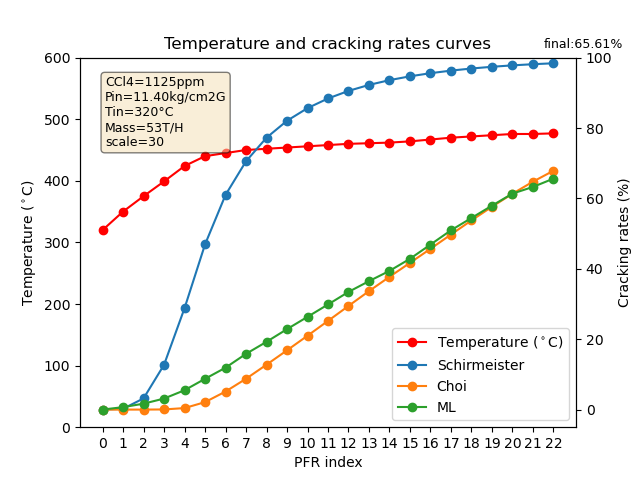 Temperature and cracking rates curves
final:65.61%
CCl4=1125ppm
Pin=11.40kg/cm2G
Tin=320°C
Mass=53T/H
scale=30
600
500
400
300
200
100
0
Temperature (°C)
100
80
60
40
20
0
Cracking rates (%)
Temperature (°C)
Schirmeister
Choi
ML
0 1 2 3 4 5 6 7 8 9 10 11 12 13 14 15 16 17 18 19 20 21 22
PFR index